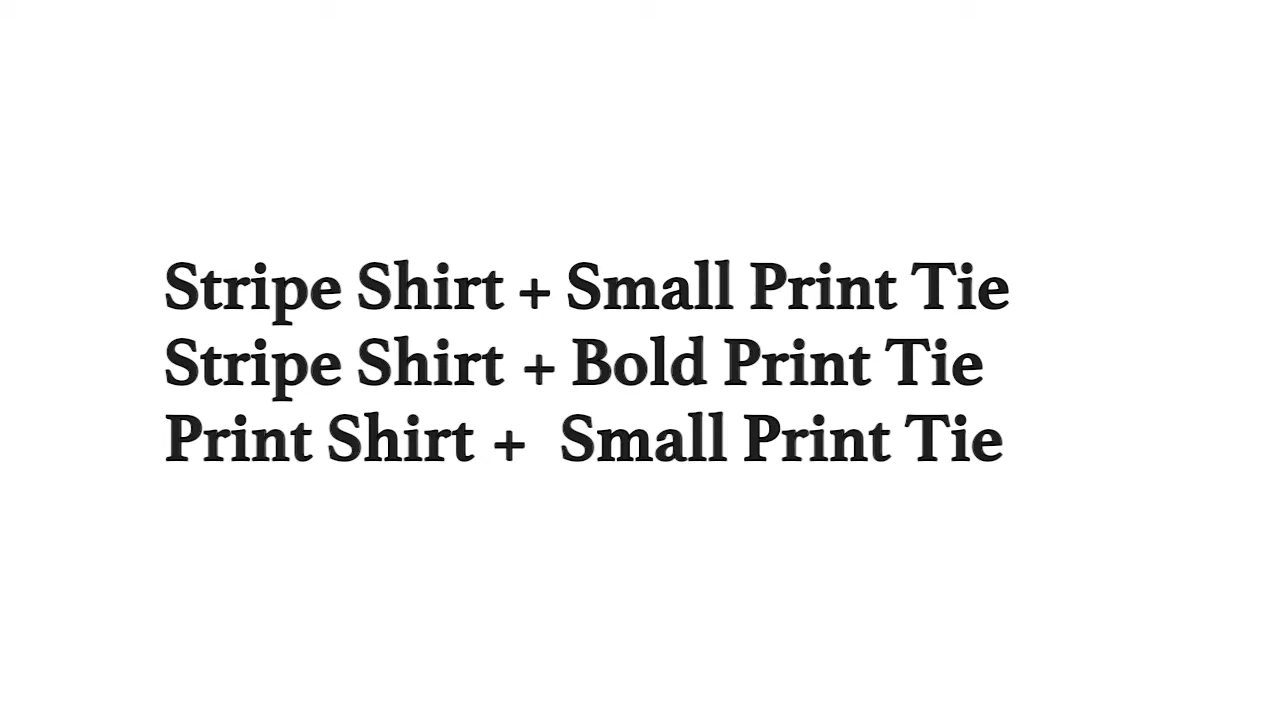 Stripe Shirt + Small Print Tie
Stripe Shirt + Bold Print Tie
Print Shirt +  Small Print Tie